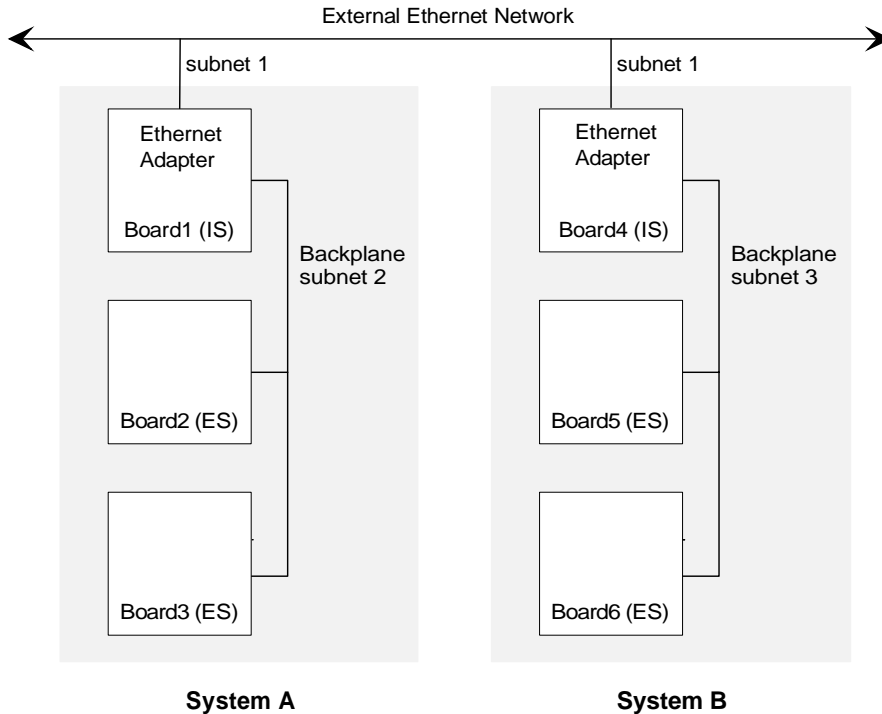 External Ethernet Network
subnet 1
subnet 1
Ethernet
Adapter
Board1 (IS)
Backplane
subnet 2
Board2 (ES)
Board3 (ES)
Ethernet
Adapter
Board4 (IS)
Backplane
subnet 3
Board5 (ES)
Board6 (ES)
System A
System B